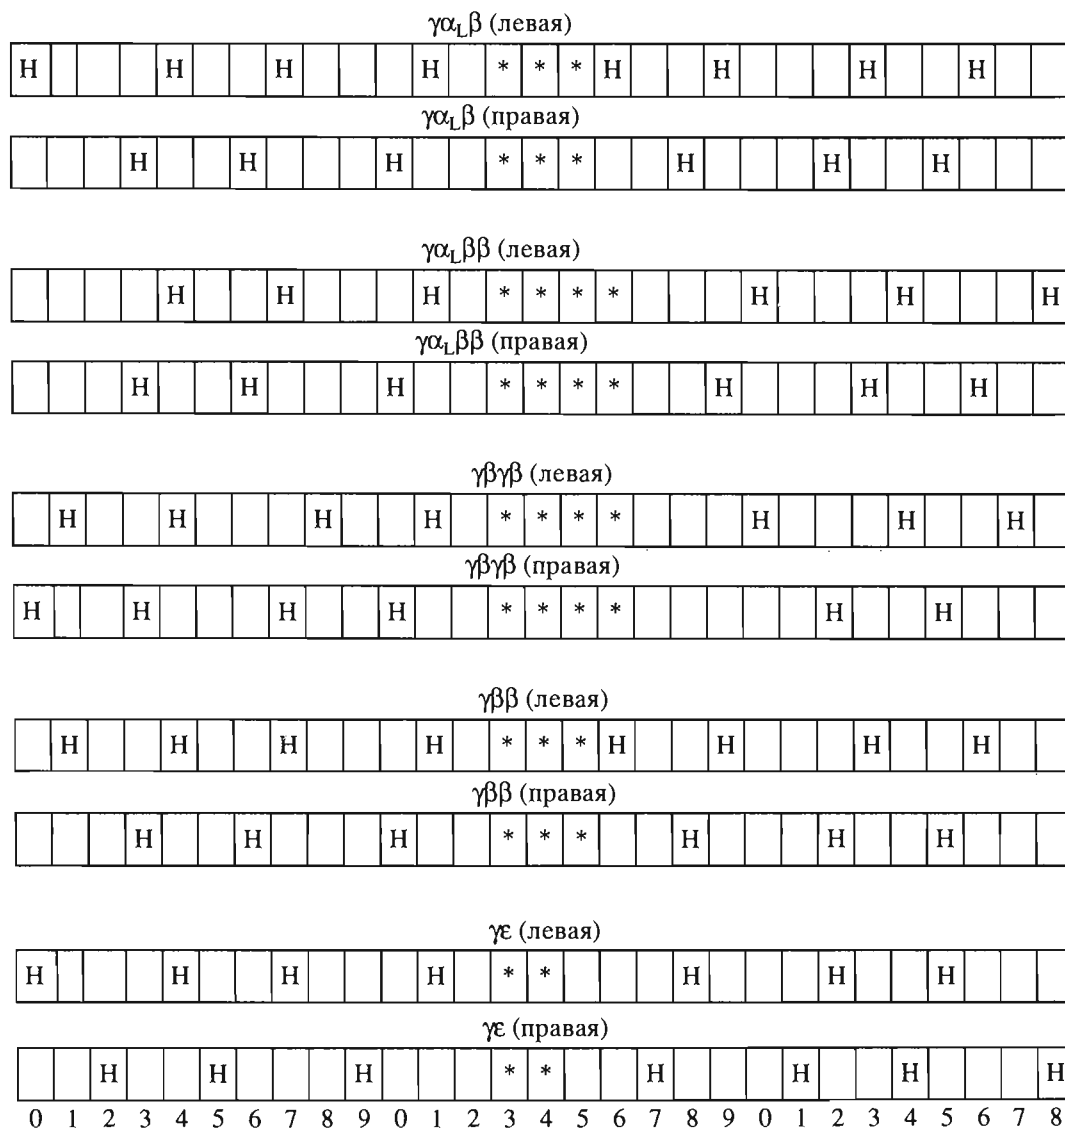 γα_Lβ (левая)
H H H H * * * H H H H
γα_Lβ (правая)
H H H * * * H H H
γα_Lββ (левая)
H H H * * * * H H H
γα_Lββ (правая)
H H H * * * * H H H
γβγβ (левая)
H H H H * * * * H H H
γβγβ (правая)
H H H H * * * * H H
γββ (левая)
H H H H * * * H H H H
γββ (правая)
H H H * * * H H H
γε (левая)
H H H H * * H H H
γε (правая)
H H H * * H H H H
0 1 2 3 4 5 6 7 8 9 0 1 2 3 4 5 6 7 8 9 0 1 2 3 4 5 6 7 8